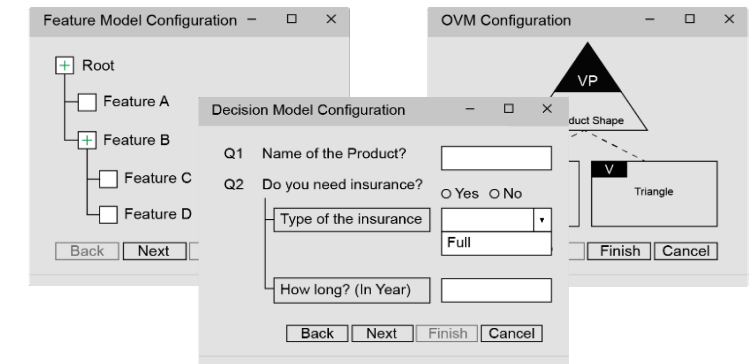 Feature Model Configuration
Root
Feature A
Feature B
Feature C
Feature D
Back Next
Decision Model Configuration
Q1 Name of the Product?
Q2 Do you need insurance?
Yes No
Type of the insurance
Full
How long? (In Year)
Back Next Finish Cancel
OVM Configuration
VP
duct Shape
V
Triangle
Finish Cancel